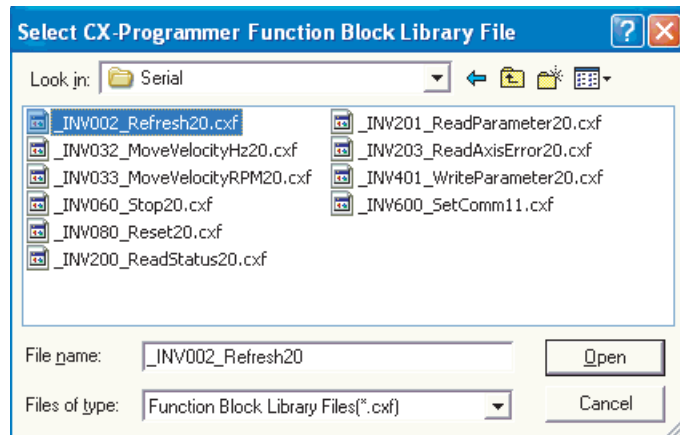 Select CX-Programmer Function Block Library File
Look in: Serial
_INV002_Refresh20.cxf
_INV032_MoveVelocityHz20.cxf
_INV033_MoveVelocityRPM20.cxf
_INV060_Stop20.cxf
_INV080_Reset20.cxf
_INV200_ReadStatus20.cxf
_INV201_ReadParameter20.cxf
_INV203_ReadAxisError20.cxf
_INV401_WriteParameter20.cxf
_INV600_SetComm11.cxf
File name: _INV002_Refresh20 Open
Files of type: Function Block Library Files(*.cxf) Cancel